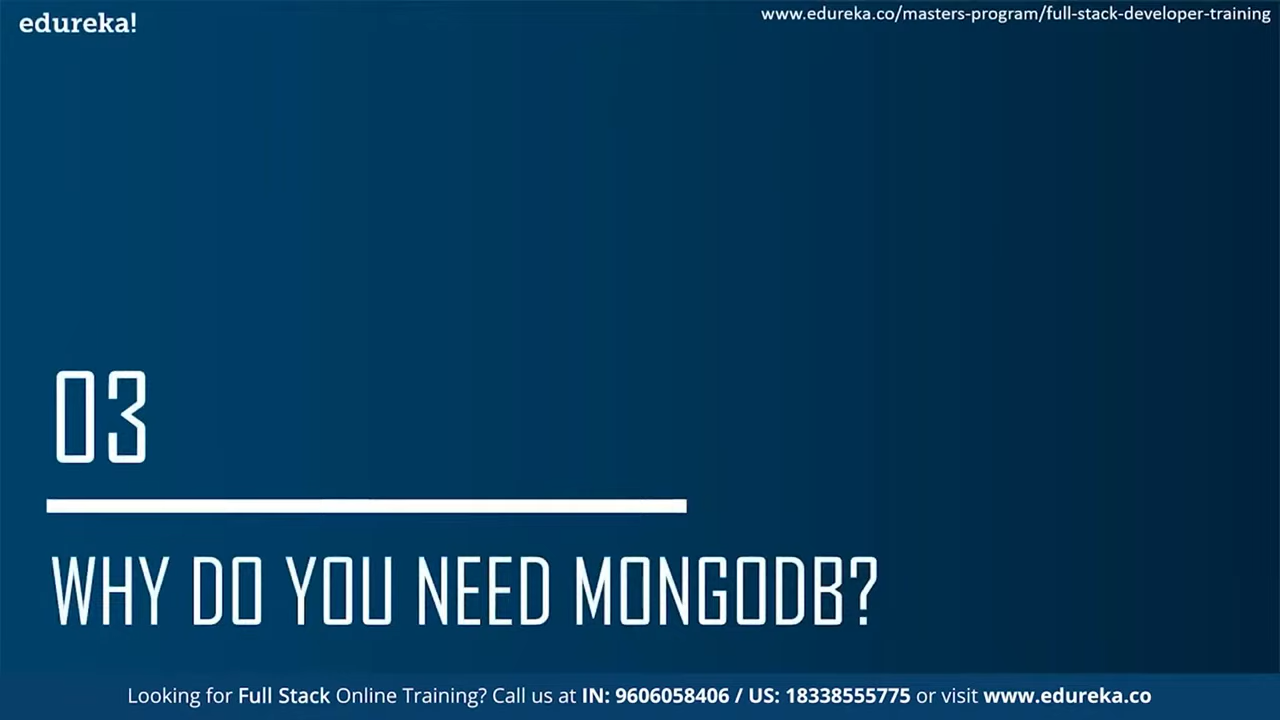 edureka!
www.edureka.co/masters-program/full-stack-developer-training
03
WHY DO YOU NEED MONGODB?
Looking for Full Stack Online Training? Call us at IN: 9606058406 / US: 18338555775 or visit www.edureka.co